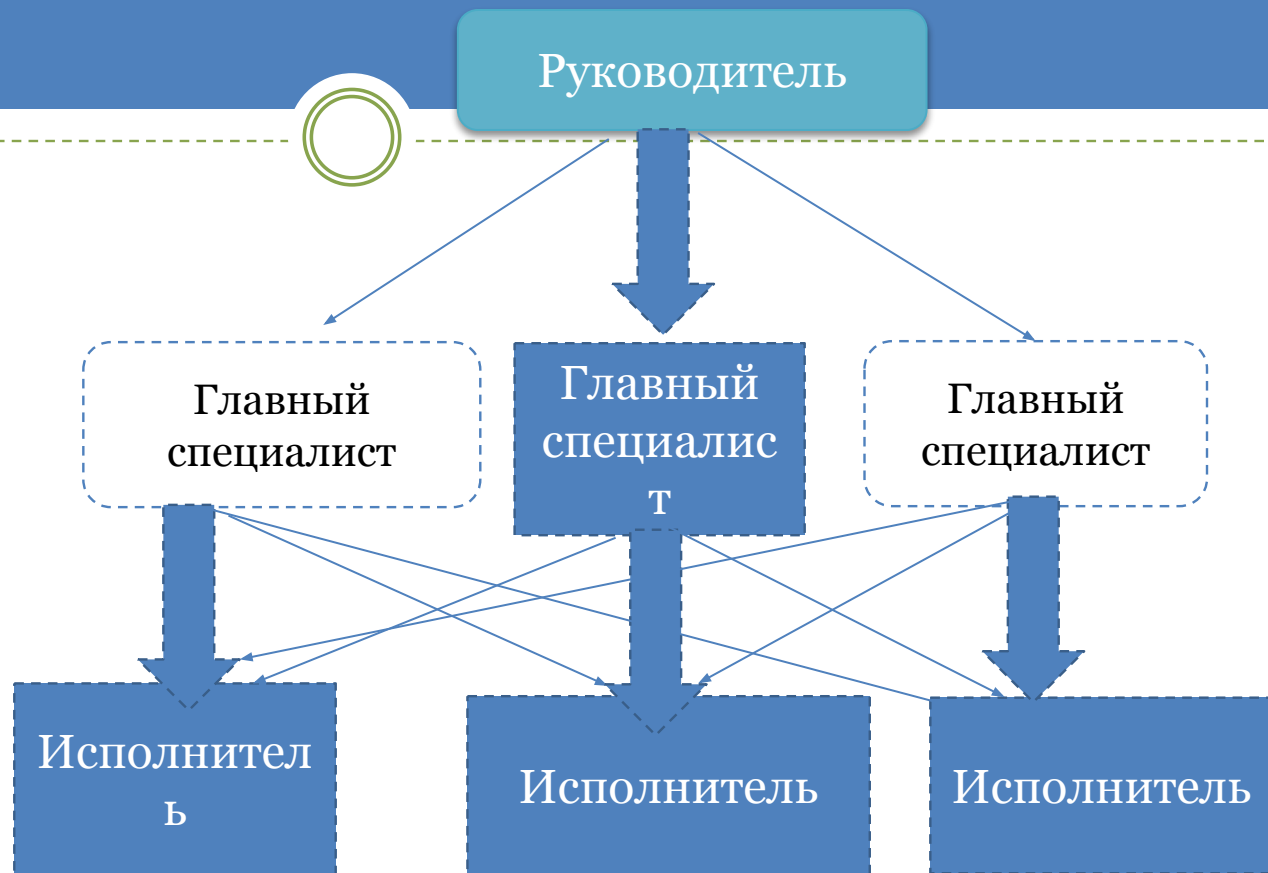 Руководитель
Главный
специалист
Главный
специалис
т
Главный
специалист
Исполнител
ь
Исполнитель
Исполнитель